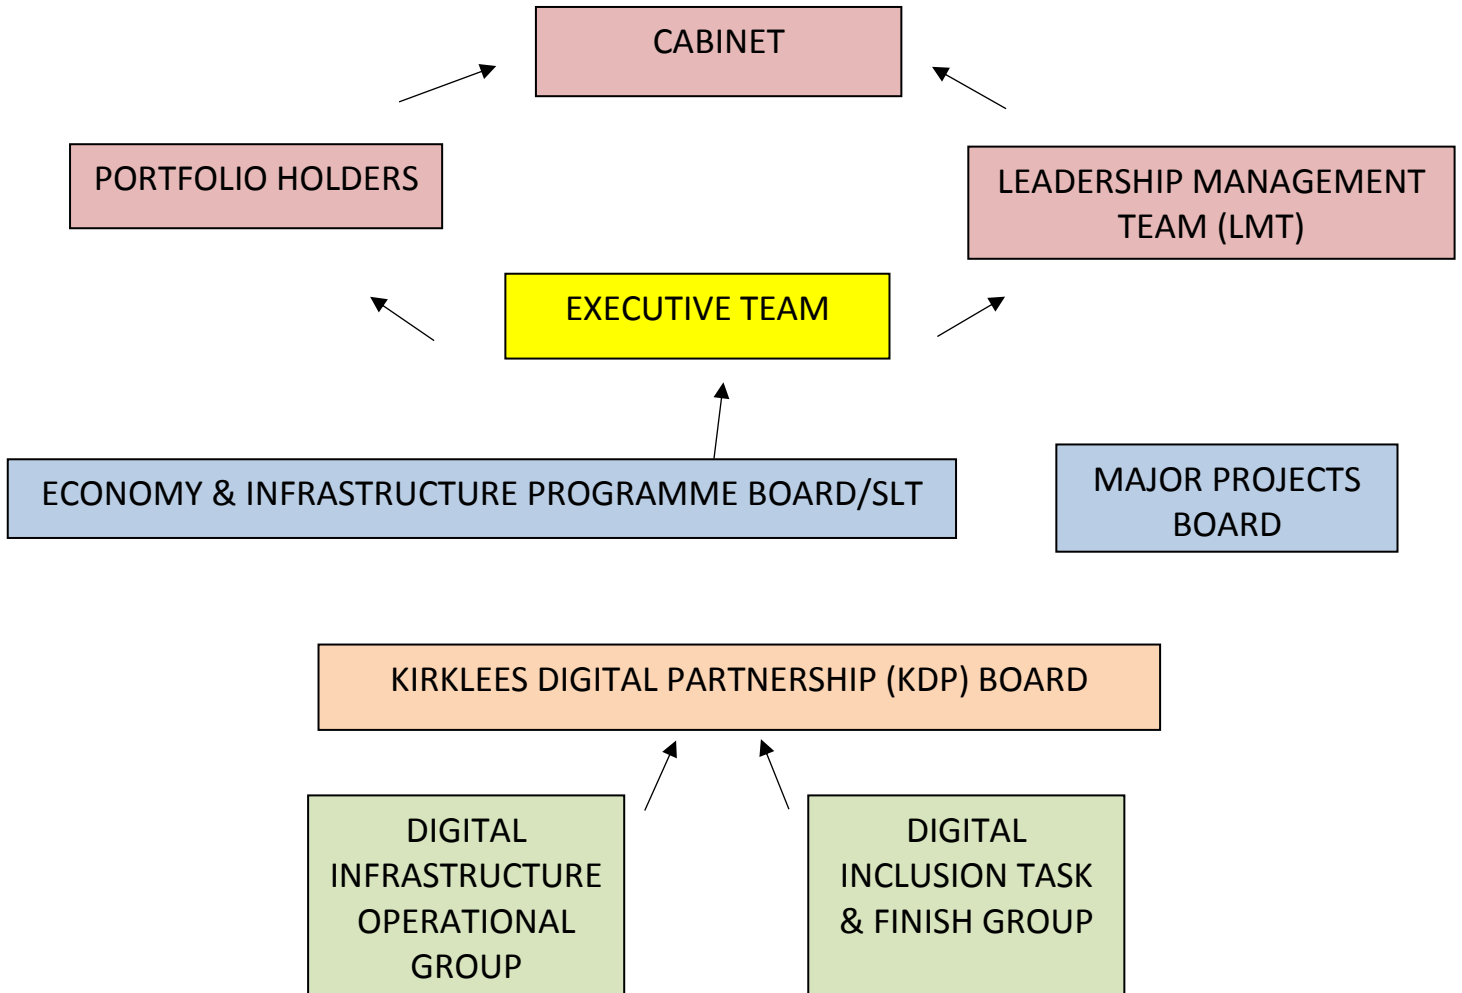 CABINET
PORTFOLIO HOLDERS
LEADERSHIP MANAGEMENT
TEAM (LMT)
EXECUTIVE TEAM
ECONOMY & INFRASTRUCTURE PROGRAMME BOARD/SLT
MAJOR PROJECTS
BOARD
KIRKLEES DIGITAL PARTNERSHIP (KDP) BOARD
DIGITAL
INFRASTRUCTURE
OPERATIONAL
GROUP
DIGITAL
INCLUSION TASK
& FINISH GROUP